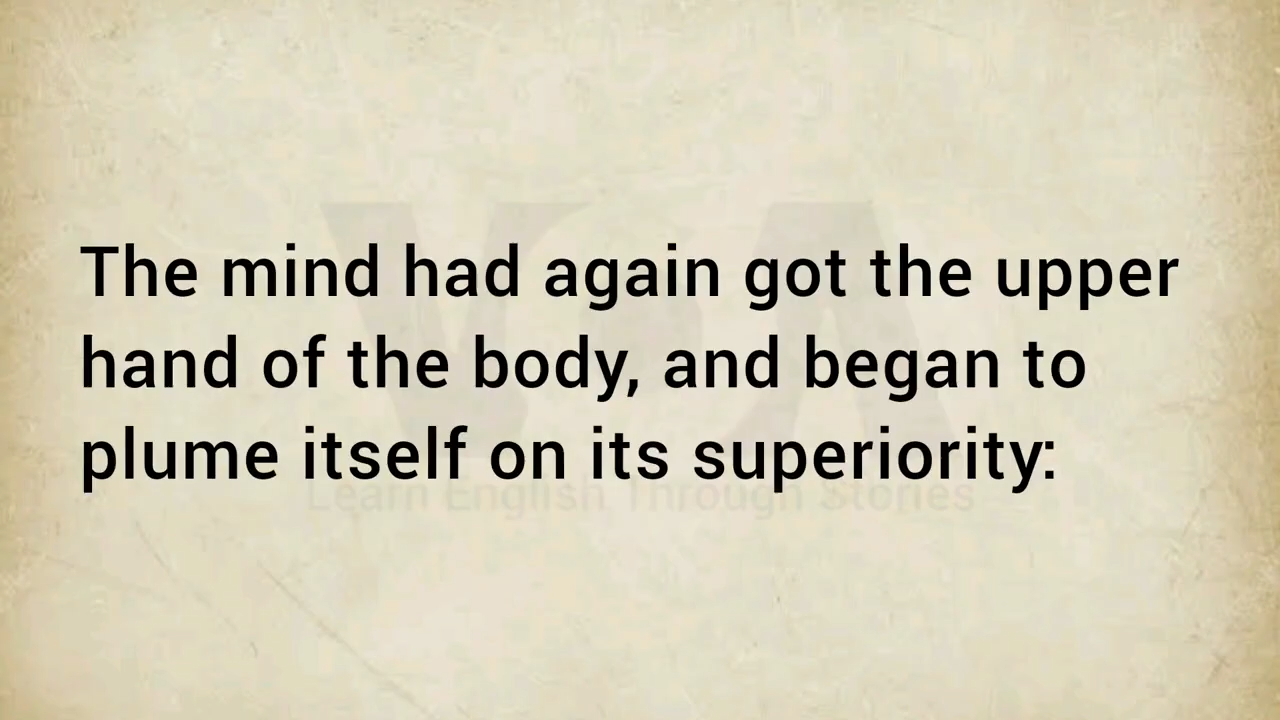 The mind had again got the upper
hand of the body, and began to
plume itself on its superiority:
VOA
Learn English Through Stories